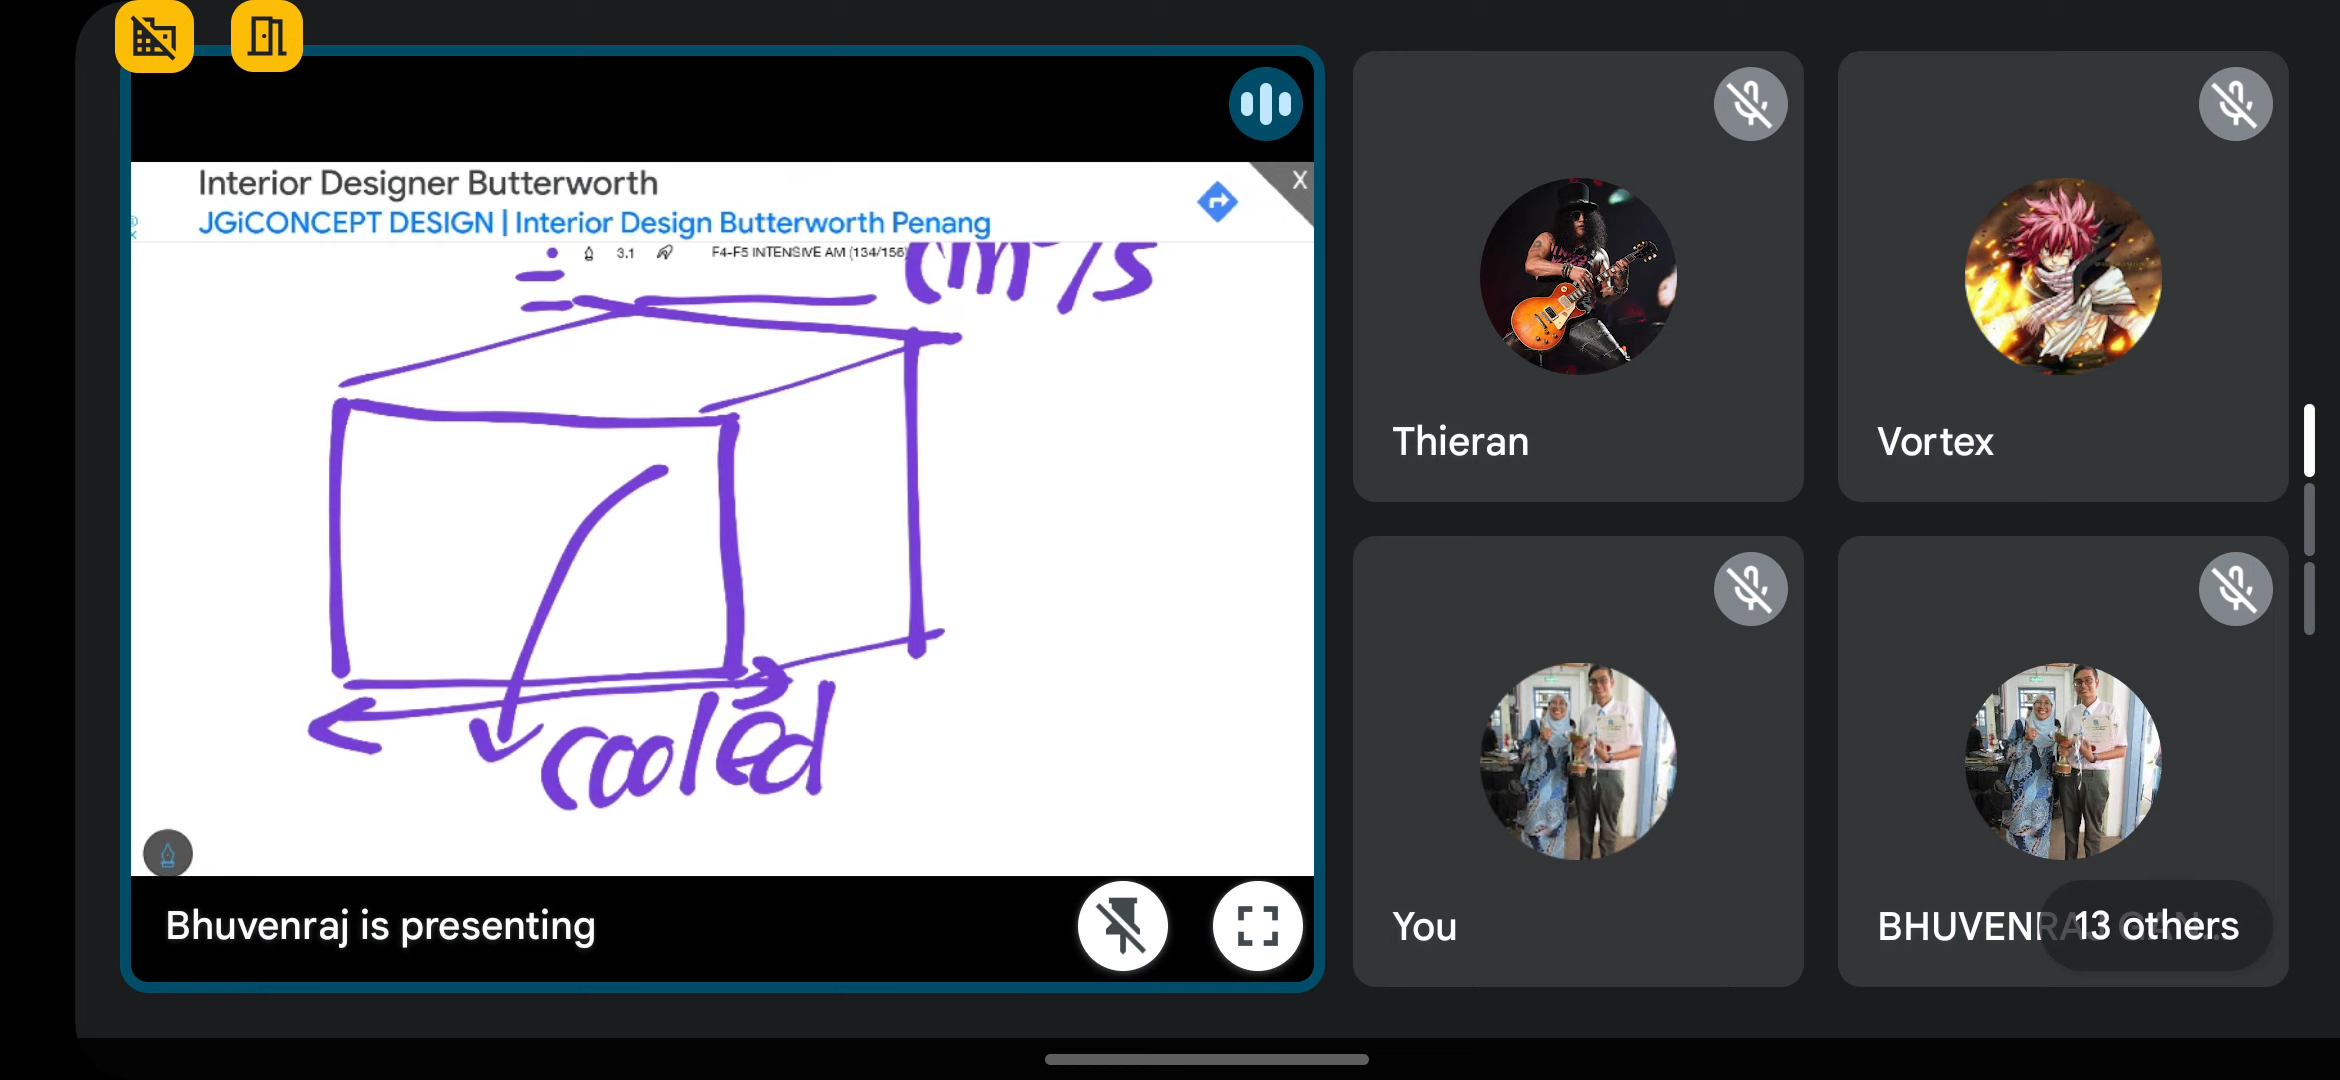 Interior Designer Butterworth
X
JGiCONCEPT DESIGN | Interior Design Butterworth Penang
3.1 F4-F5 INTENSIVE AM (134/156)
cooled
Bhuvenraj is presenting
Thieran
Vortex
You
BHUVENRA
13 others